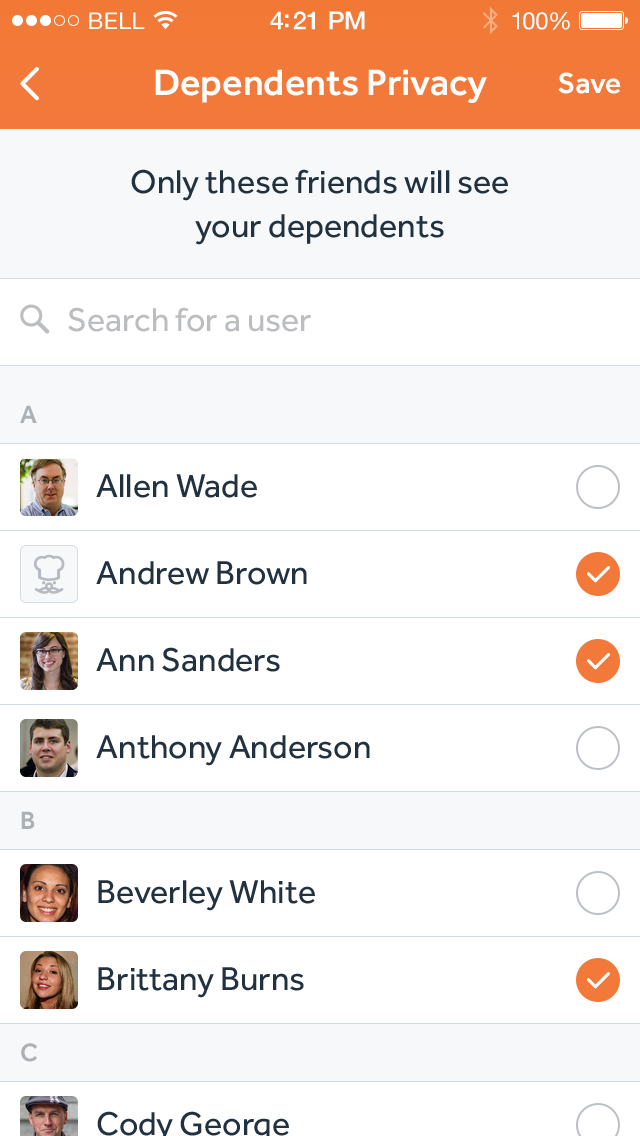 BELL 4:21 PM 100%
Dependents Privacy Save
Only these friends will see
your dependents
Search for a user
A
Allen Wade
Andrew Brown
Ann Sanders
Anthony Anderson
B
Beverley White
Brittany Burns
C
Cody George